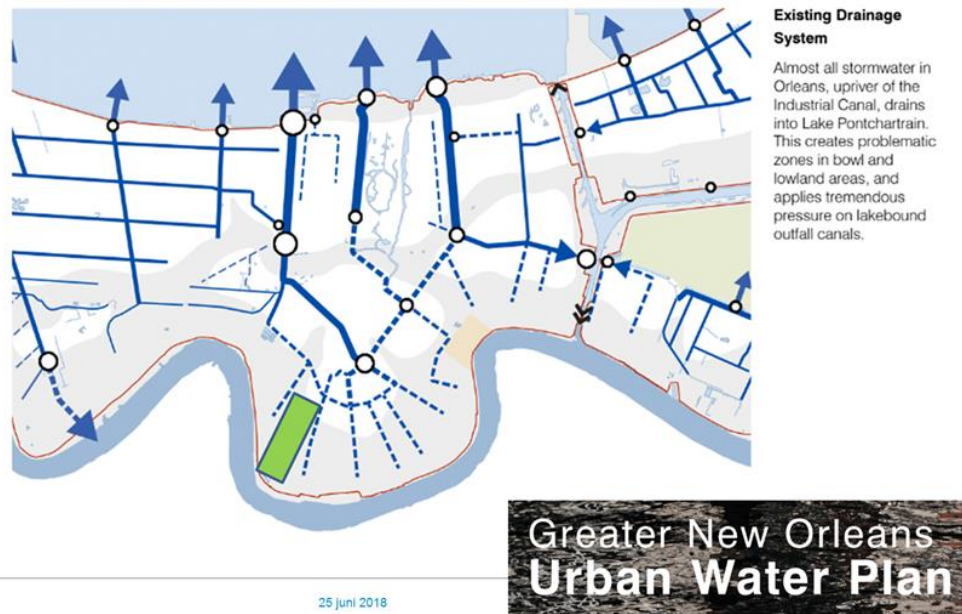 Existing Drainage
System
Almost all stormwater in
Orleans, upriver of the
Industrial Canal, drains
into Lake Pontchartrain.
This creates problematic
zones in bowl and
lowland areas, and
applies tremendous
pressure on lakebound
outfall canals.
Greater New Orleans
Urban Water Plan
25 juni 2018